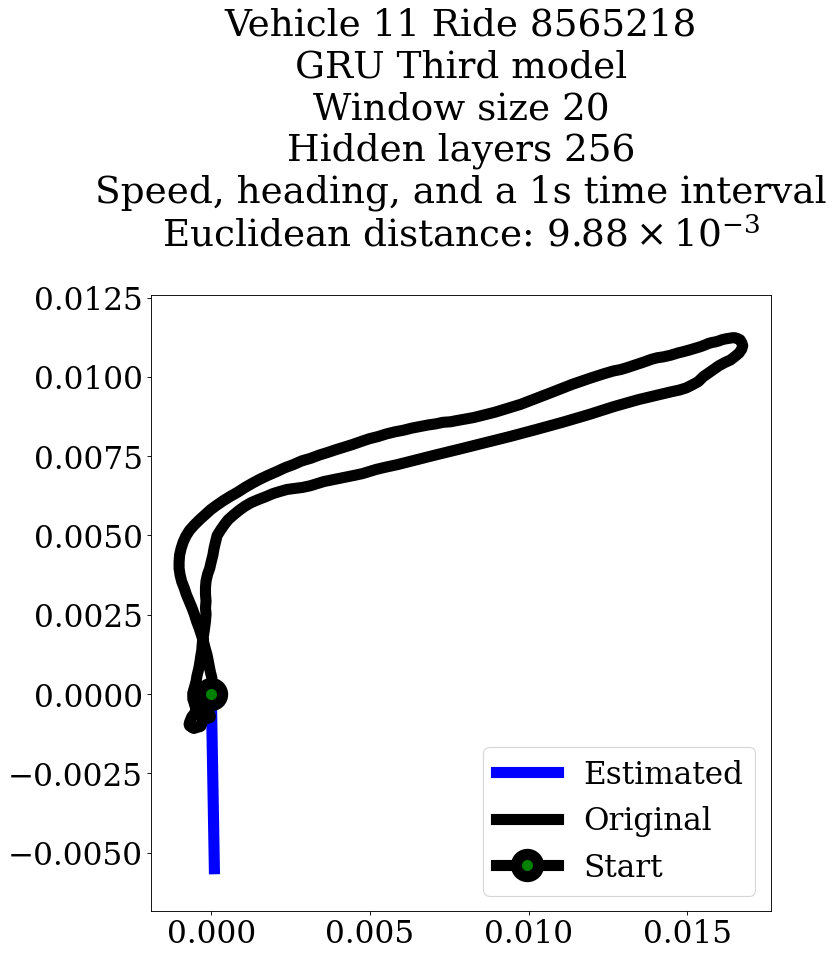 Vehicle 11 Ride 8565218
GRU Third model
Window size 20
Hidden layers 256
Speed, heading, and a 1s time interval
Euclidean distance: 9.88 × 10⁻³
0.0125
0.0100
0.0075
0.0050
0.0025
0.0000
−0.0025
−0.0050
Estimated
Original
Start
0.000 0.005 0.010 0.015